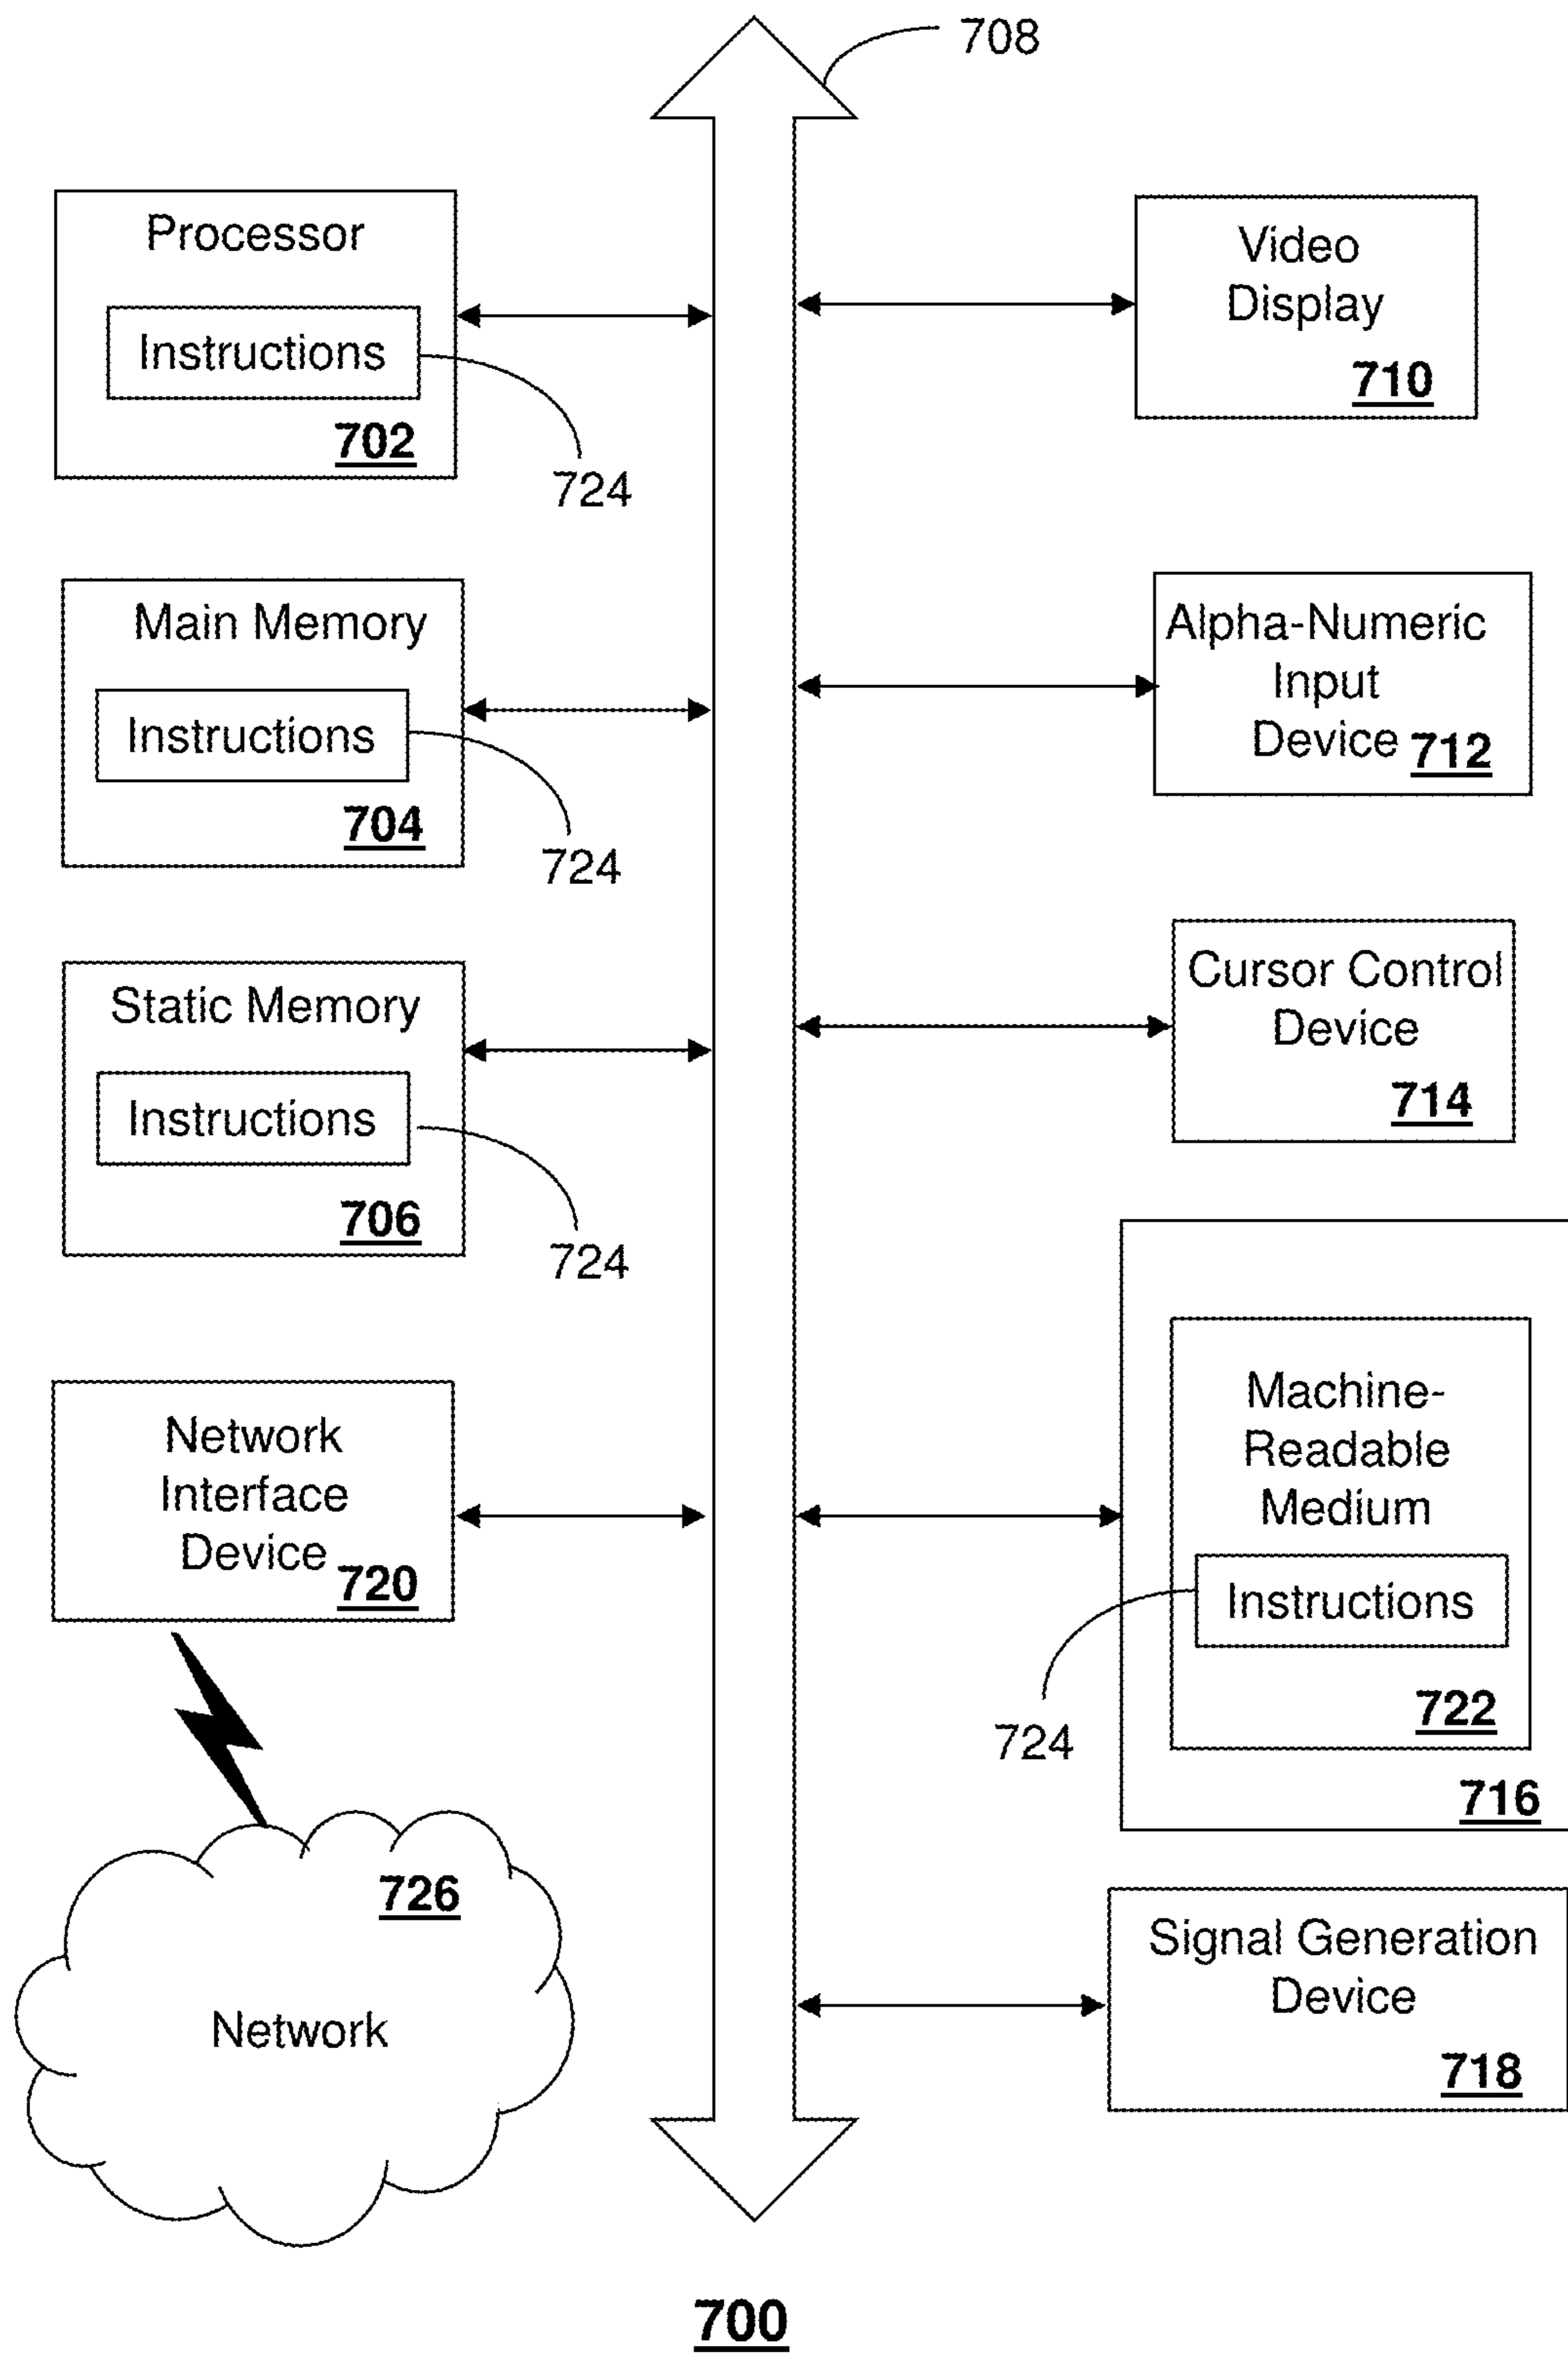 708
Processor
Instructions
702
724
Main Memory
Instructions
704
724
Static Memory
Instructions
706
724
Network
Interface
Device
720
726
Network
Video
Display
710
Alpha-Numeric
Input
Device
712
Cursor Control
Device
714
Machine-
Readable
Medium
Instructions
724
722
716
Signal Generation
Device
718
700